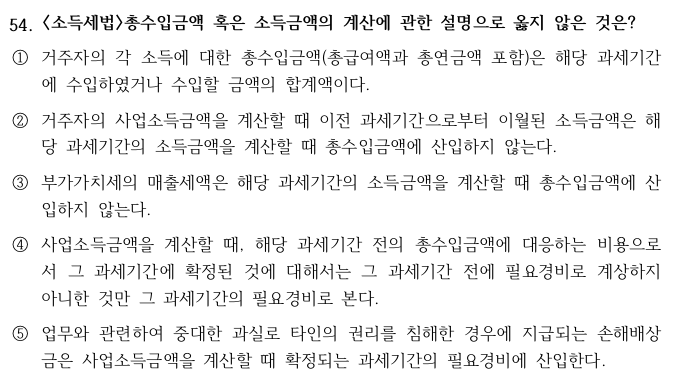 54. <소득세법>총수입금액 혹은 소득금액의 계산에 관한 설명으로 옳지 않은 것은?
① 거주자의 각 소득에 대한 총수입금액(총급여액과 총연금액 포함)은 해당 과세기간
에 수입하였거나 수입할 금액의 합계액이다.
② 거주자의 사업소득금액을 계산할 때 이전 과세기간으로부터 이월된 소득금액은 해
당 과세기간의 소득금액을 계산할 때 총수입금액에 산입하지 않는다.
③ 부가가치세의 매출세액은 해당 과세기간의 소득금액을 계산할 때 총수입금액에 산
입하지 않는다.
④ 사업소득금액을 계산할 때, 해당 과세기간 전의 총수입금액에 대응하는 비용으로
서 그 과세기간에 확정된 것에 대해서는 그 과세기간 전에 필요경비로 계상하지
아니한 것만 그 과세기간의 필요경비로 본다.
⑤ 업무와 관련하여 중대한 과실로 타인의 권리를 침해한 경우에 지급되는 손해배상
금은 사업소득금액을 계산할 때 확정되는 과세기간의 필요경비에 산입한다.